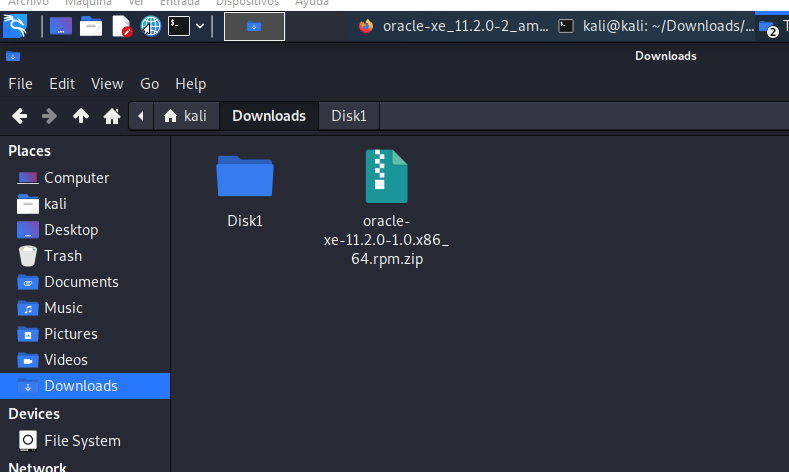 Archivo Máquina Ver Entrada Dispositivos Ayuda
oracle-xe_11.2.0-2_am... kali@kali: ~/Downloads/... 2 T
Downloads
File Edit View Go Help
kali Downloads Disk1
Places
Computer
kali
Desktop
Trash
Documents
Music
Pictures
Videos
Downloads
Devices
File System
Network
Disk1
oracle-
xe-11.2.0-1.0.x86_
64.rpm.zip